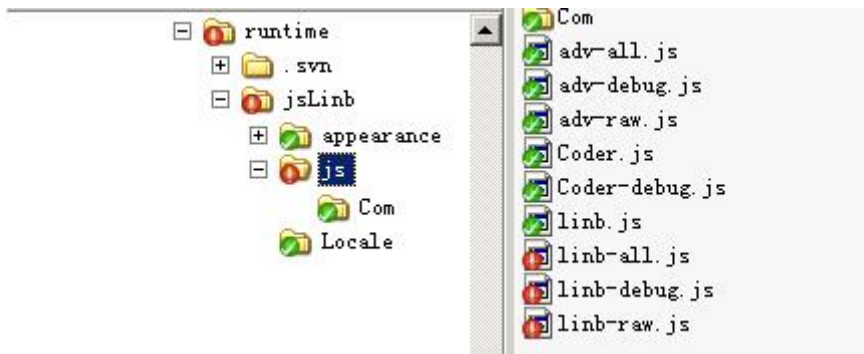 runtime
.svn
jsLinb
appearance
js
Com
Locale
Com
adv-all.js
adv-debug.js
adv-raw.js
Coder.js
Coder-debug.js
linb.js
linb-all.js
linb-debug.js
linb-raw.js